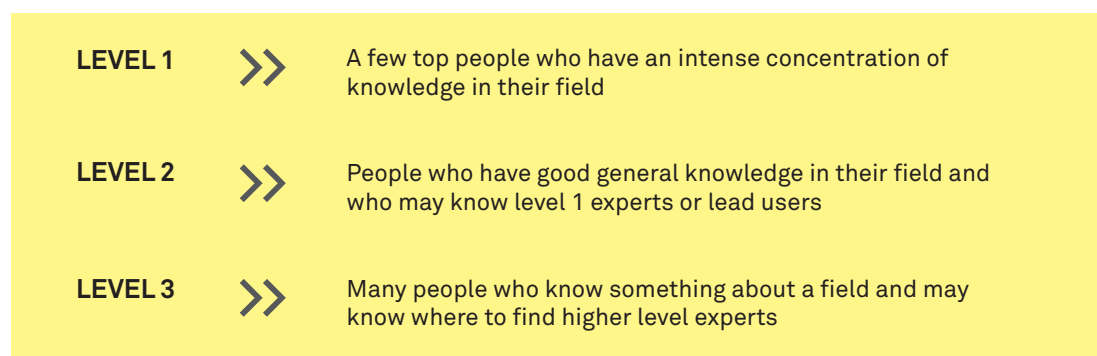 LEVEL 1
A few top people who have an intense concentration of
knowledge in their field
LEVEL 2
People who have good general knowledge in their field and
who may know level 1 experts or lead users
LEVEL 3
Many people who know something about a field and may
know where to find higher level experts